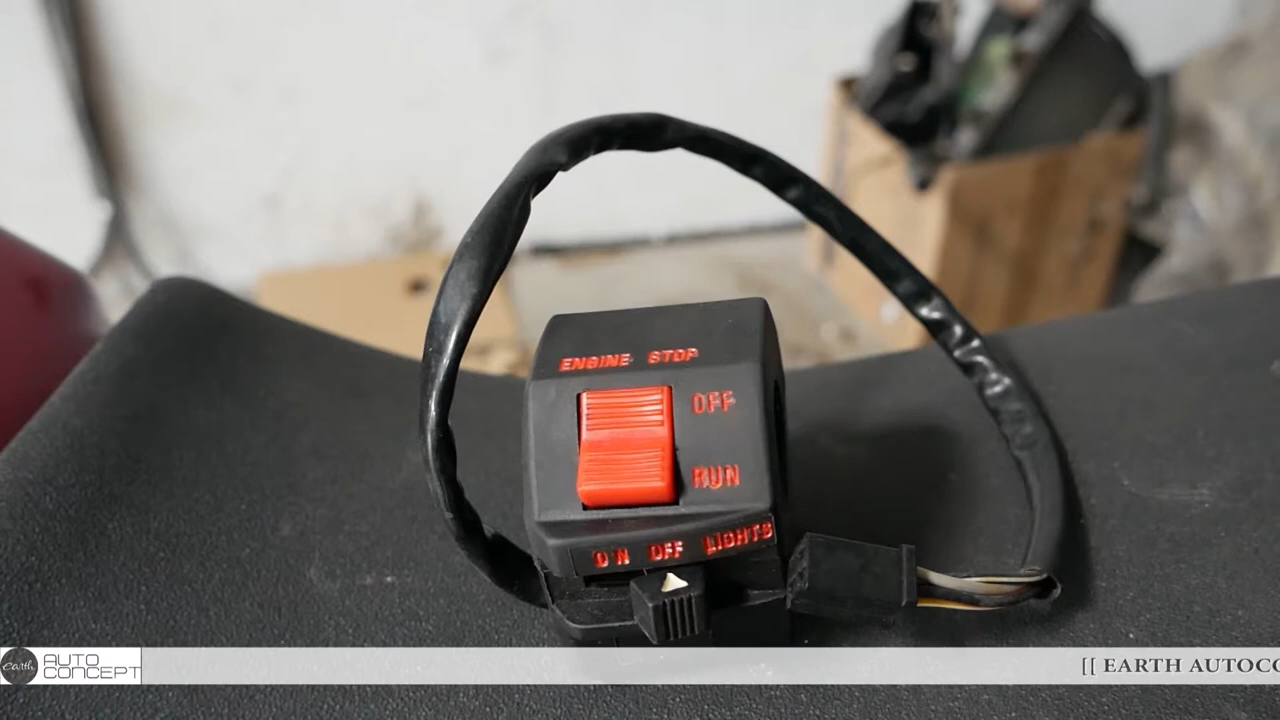 ENGINE STOP
OFF
RUN
ON OFF LIGHTS
earth
AUTO
CONCEPT
[[ EARTH AUTOCO